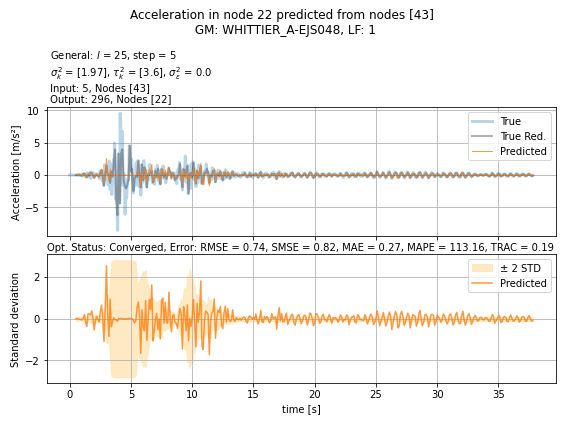 Acceleration in node 22 predicted from nodes [43]
GM: WHITTIER_A-EJS048, LF: 1
General: l = 25, step = 5
σ²ₖ = [1.97], τ²ₖ = [3.6], σ²ε = 0.0
Input: 5, Nodes [43]
Output: 296, Nodes [22]
10
5
0
−5
Acceleration [m/s²]
True
True Red.
Predicted
Opt. Status: Converged, Error: RMSE = 0.74, SMSE = 0.82, MAE = 0.27, MAPE = 113.16, TRAC = 0.19
2
0
−2
Standard deviation
± 2 STD
Predicted
0 5 10 15 20 25 30 35
time [s]